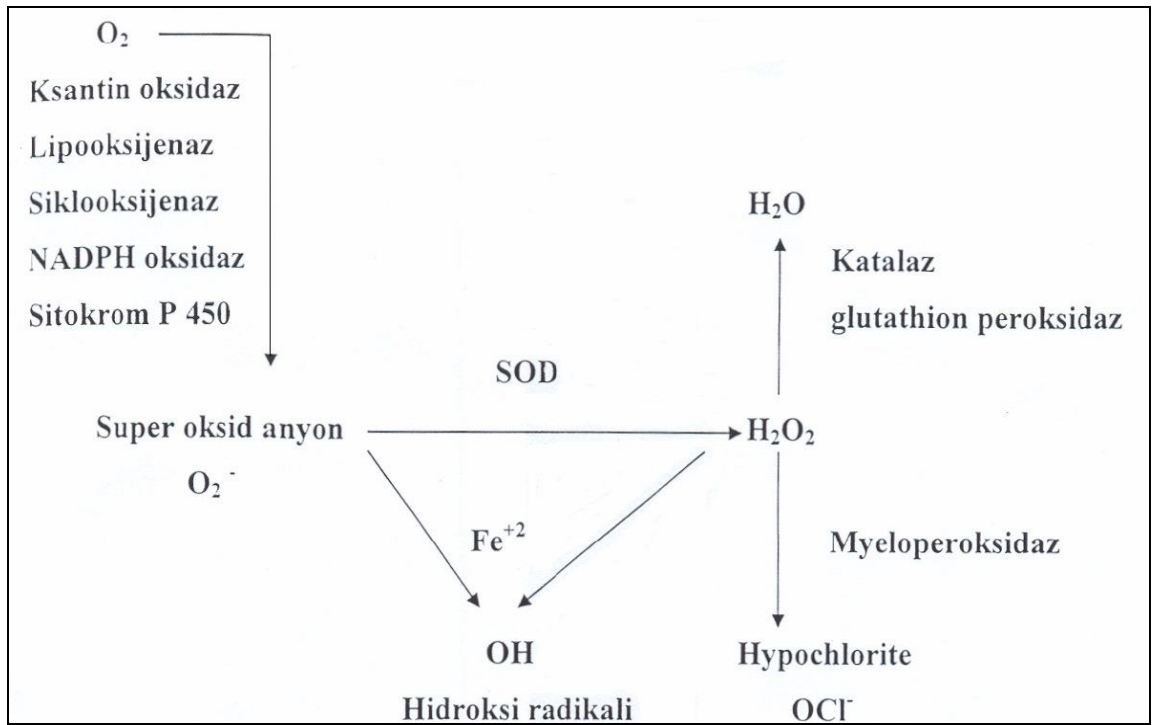 O₂
Ksantin oksidaz
Lipooksijenaz
Siklooksijenaz
NADPH oksidaz
Sitokrom P 450
H₂O
Katalaz
glutathion peroksidaz
SOD
Super oksid anyon
H₂O₂
O₂⁻
Fe⁺²
Myeloperoksidaz
OH
Hypochlorite
Hidroksi radikali
OCl⁻